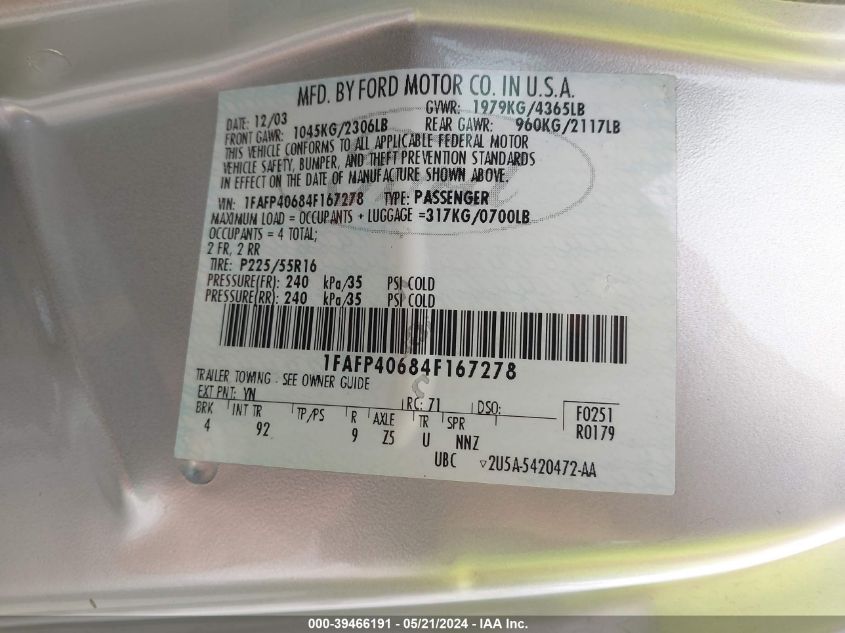 MFD. BY FORD MOTOR CO. IN U.S.A.
DATE: 12/03 GVWR: 1979KG/4365LB
FRONT GAWR: 1045KG/2306LB REAR GAWR: 960KG/2117LB
THIS VEHICLE CONFORMS TO ALL APPLICABLE FEDERAL MOTOR
VEHICLE SAFETY, BUMPER, AND THEFT PREVENTION STANDARDS
IN EFFECT ON THE DATE OF MANUFACTURE SHOWN ABOVE.
VIN: 1FAFP40684F167278 TYPE: PASSENGER
MAXIMUM LOAD = OCCUPANTS + LUGGAGE =317KG/0700LB
OCCUPANTS = 4 TOTAL;
2 FR, 2 RR
TIRE: P225/55R16
PRESSURE(FR): 240 kPa/35 PSI COLD
PRESSURE(RR): 240 kPa/35 PSI COLD
1FAFP40684F167278
TRAILER TOWING - SEE OWNER GUIDE
EXT PNT: YN RC: 71 DSO: F0251
BRK INT TR TP/PS R AXLE TR SPR R0179
4 92 9 Z5 U NNZ
UBC ▽2U5A-5420472-AA
000-39466191 — 05/21/2024 — IAA Inc.